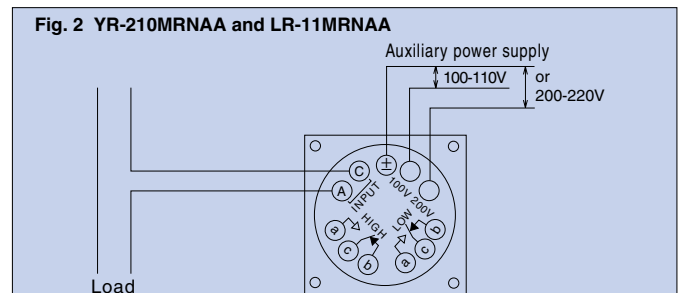 Fig. 2 YR-210MRNAA and LR-11MRNAA
Auxiliary power supply
100-110V
or
200-220V
±
C
A
INPUT
100V
200V
HIGH
LOW
a
c
b
a
c
b
Load